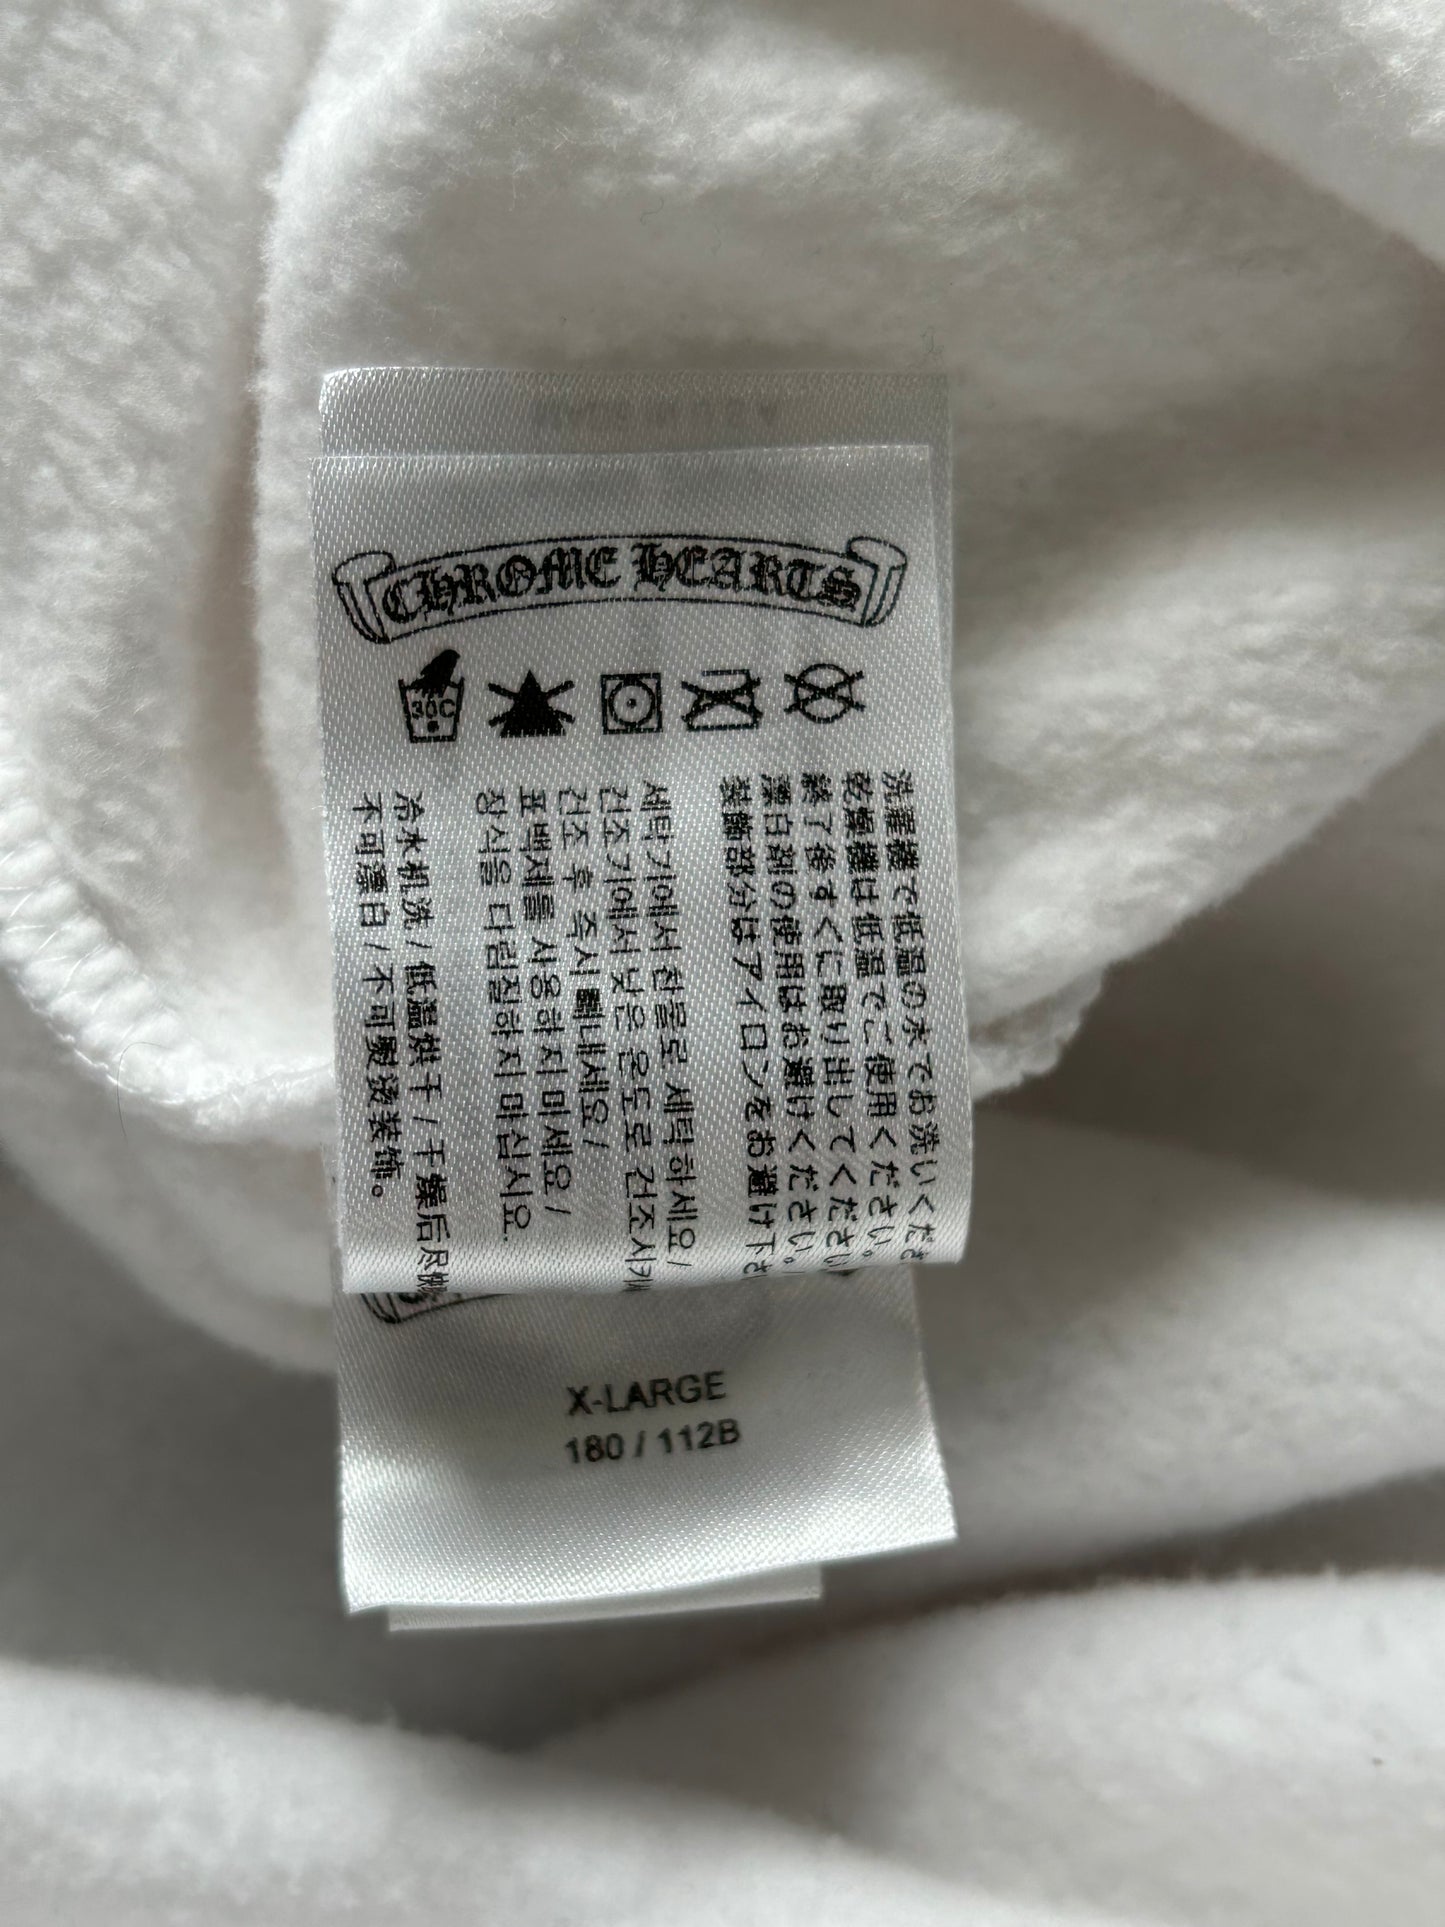 CHROME HEARTS
30C
洗濯機で低温の水でお洗いくださ
乾燥機は低温でご使用ください。
終了後すぐに取り出してください
漂白剤の使用はお避けください。
装飾部分はアイロンをお避け下さ
세탁기에서 찬물로 세탁하세요 /
건조기에서 낮은 온도로 건조시키
건조 후 즉시 빼내세요 /
표백제를 사용하지 마세요 /
장식을 다림질하지 마십시요.
冷水机洗 / 低温烘干 / 干燥后尽
不可漂白 / 不可熨烫装饰。
X-LARGE
180 / 112B